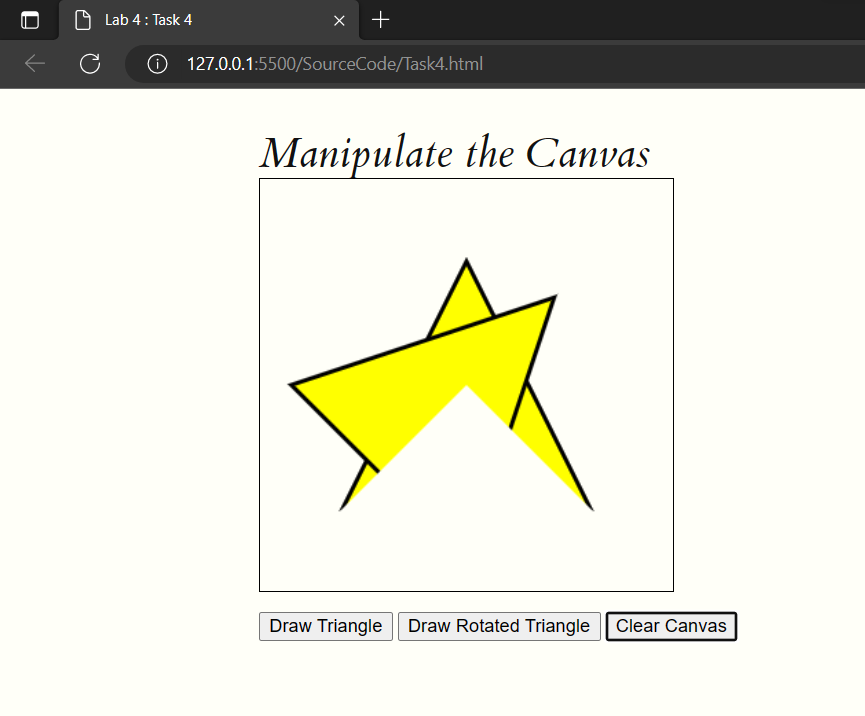 Lab 4 : Task 4
127.0.0.1:5500/SourceCode/Task4.html
Manipulate the Canvas
Draw Triangle Draw Rotated Triangle Clear Canvas